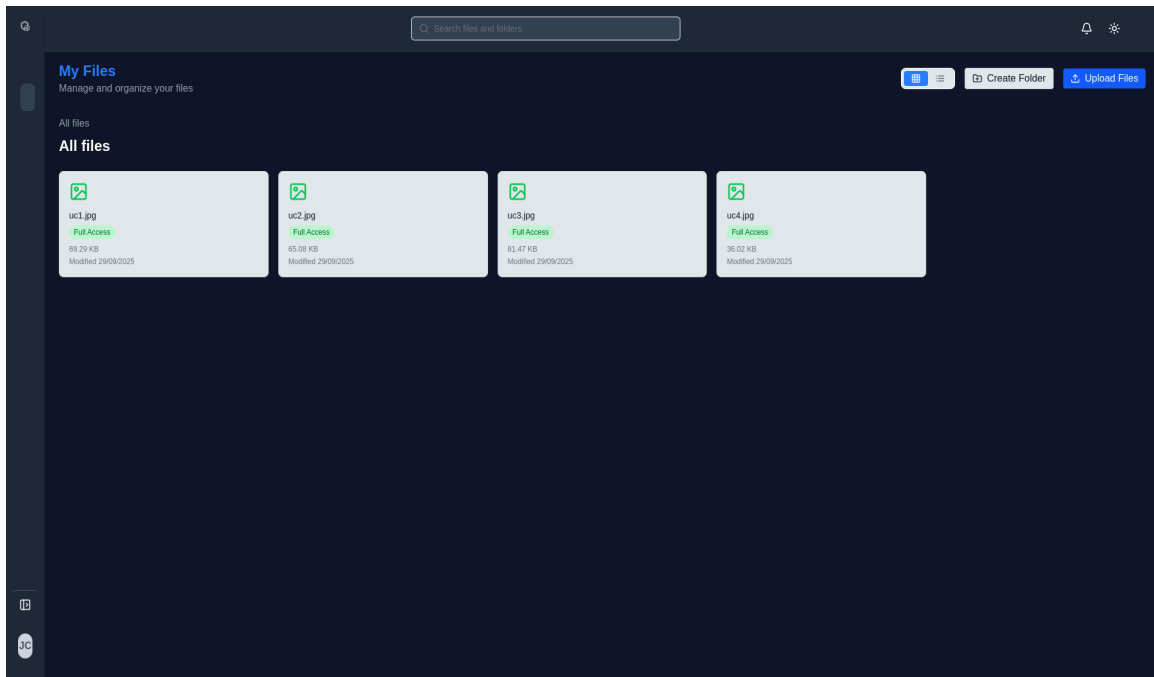 Search files and folders
My Files
Manage and organize your files
Create Folder
Upload Files
All files
All files
uc1.jpg
Full Access
69.29 KB
Modified 29/09/2025
uc2.jpg
Full Access
65.08 KB
Modified 29/09/2025
uc3.jpg
Full Access
81.47 KB
Modified 29/09/2025
uc4.jpg
Full Access
36.02 KB
Modified 29/09/2025
JC